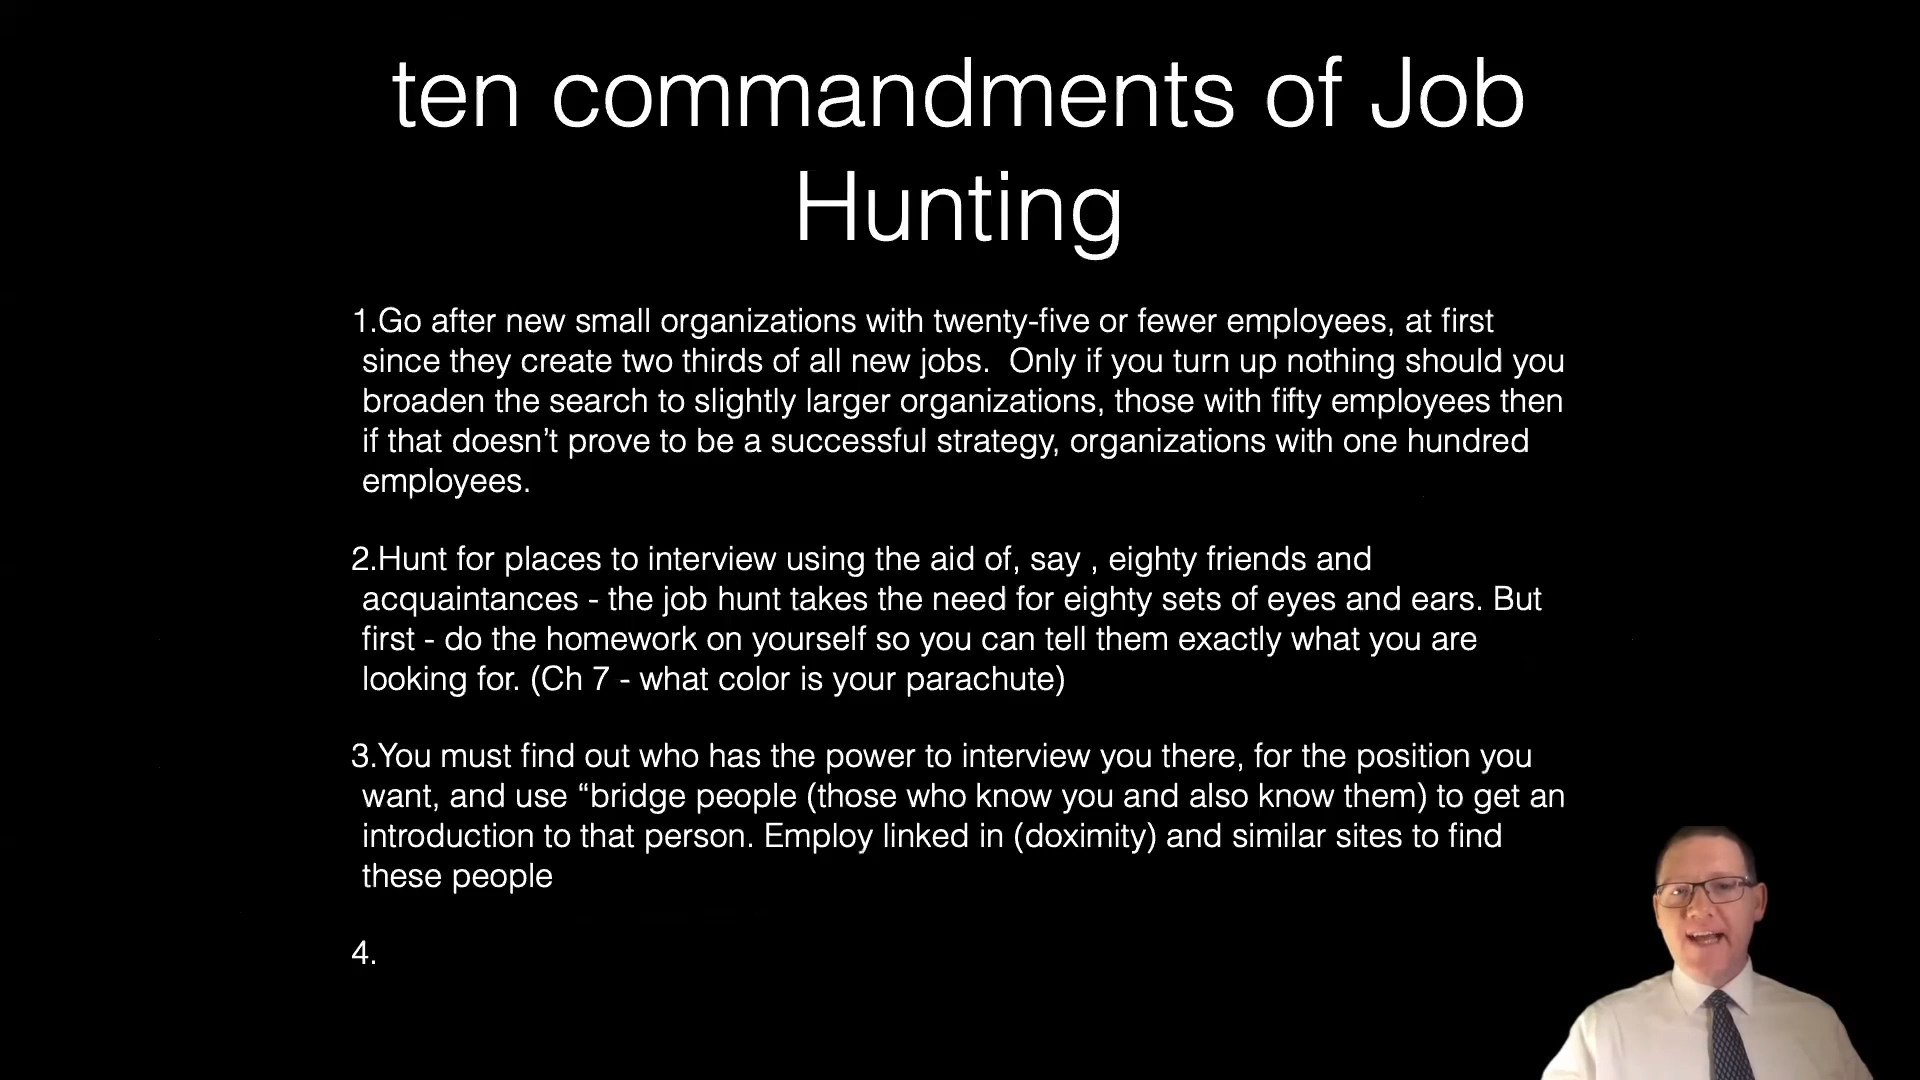 ten commandments of Job
Hunting
1.Go after new small organizations with twenty-five or fewer employees, at first
since they create two thirds of all new jobs.  Only if you turn up nothing should you
broaden the search to slightly larger organizations, those with fifty employees then
if that doesn’t prove to be a successful strategy, organizations with one hundred
employees.
2.Hunt for places to interview using the aid of, say , eighty friends and
acquaintances - the job hunt takes the need for eighty sets of eyes and ears. But
first - do the homework on yourself so you can tell them exactly what you are
looking for. (Ch 7 - what color is your parachute)
3.You must find out who has the power to interview you there, for the position you
want, and use “bridge people (those who know you and also know them) to get an
introduction to that person. Employ linked in (doximity) and similar sites to find
these people
4.